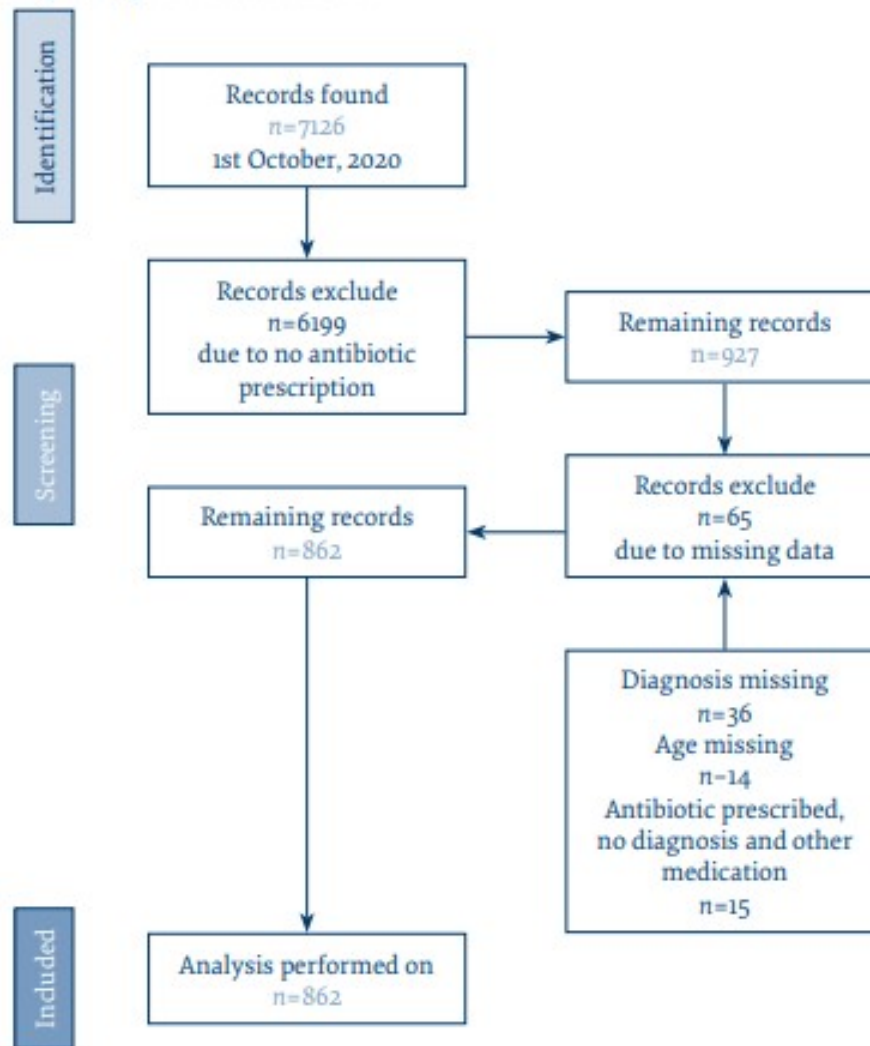 Identification
Records found
n=7126
1st October, 2020
Records exclude
n=6199
due to no antibiotic
prescription
Remaining records
n=927
Screening
Records exclude
n=65
due to missing data
Remaining records
n=862
Diagnosis missing
n=36
Age missing
n–14
Antibiotic prescribed,
no diagnosis and other
medication
n=15
Included
Analysis performed on
n=862